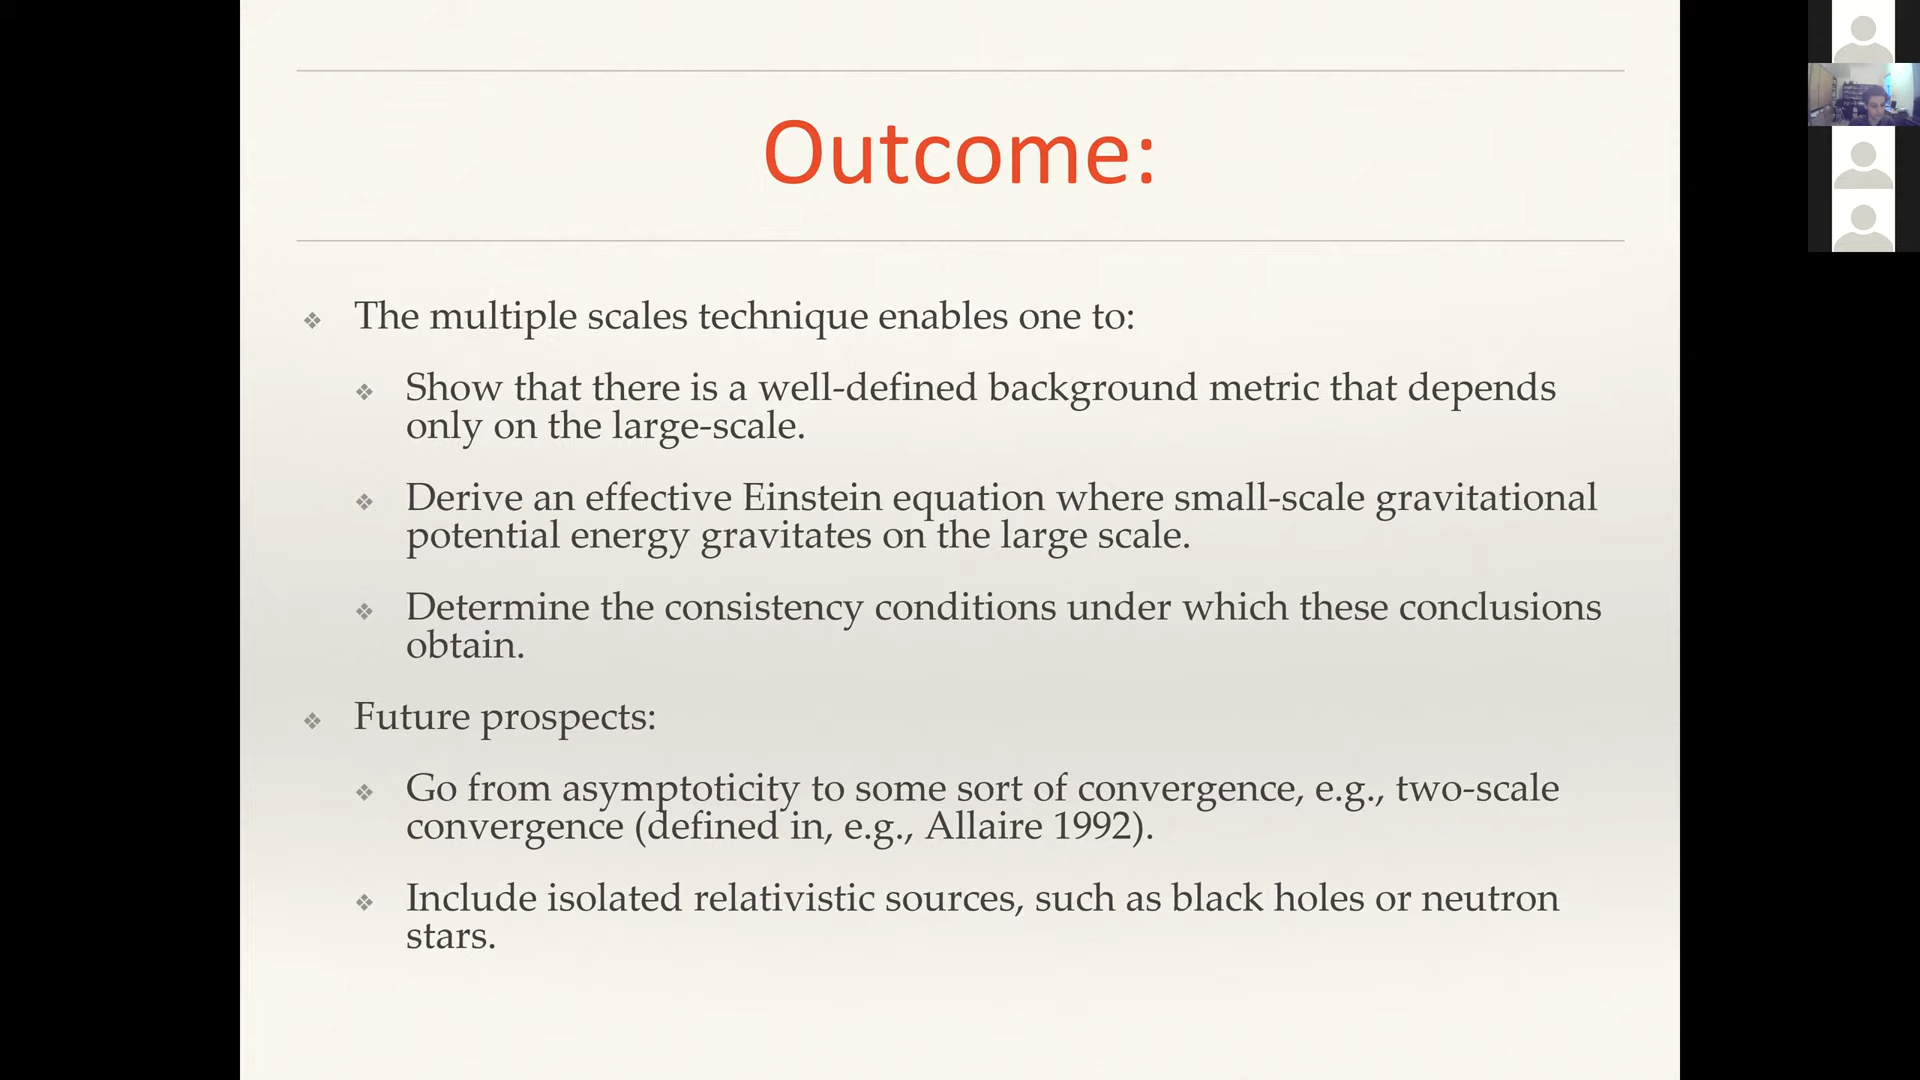 Outcome:
The multiple scales technique enables one to:
Show that there is a well-defined background metric that depends
only on the large-scale.
Derive an effective Einstein equation where small-scale gravitational
potential energy gravitates on the large scale.
Determine the consistency conditions under which these conclusions
obtain.
Future prospects:
Go from asymptoticity to some sort of convergence, e.g., two-scale
convergence (defined in, e.g., Allaire 1992).
Include isolated relativistic sources, such as black holes or neutron
stars.